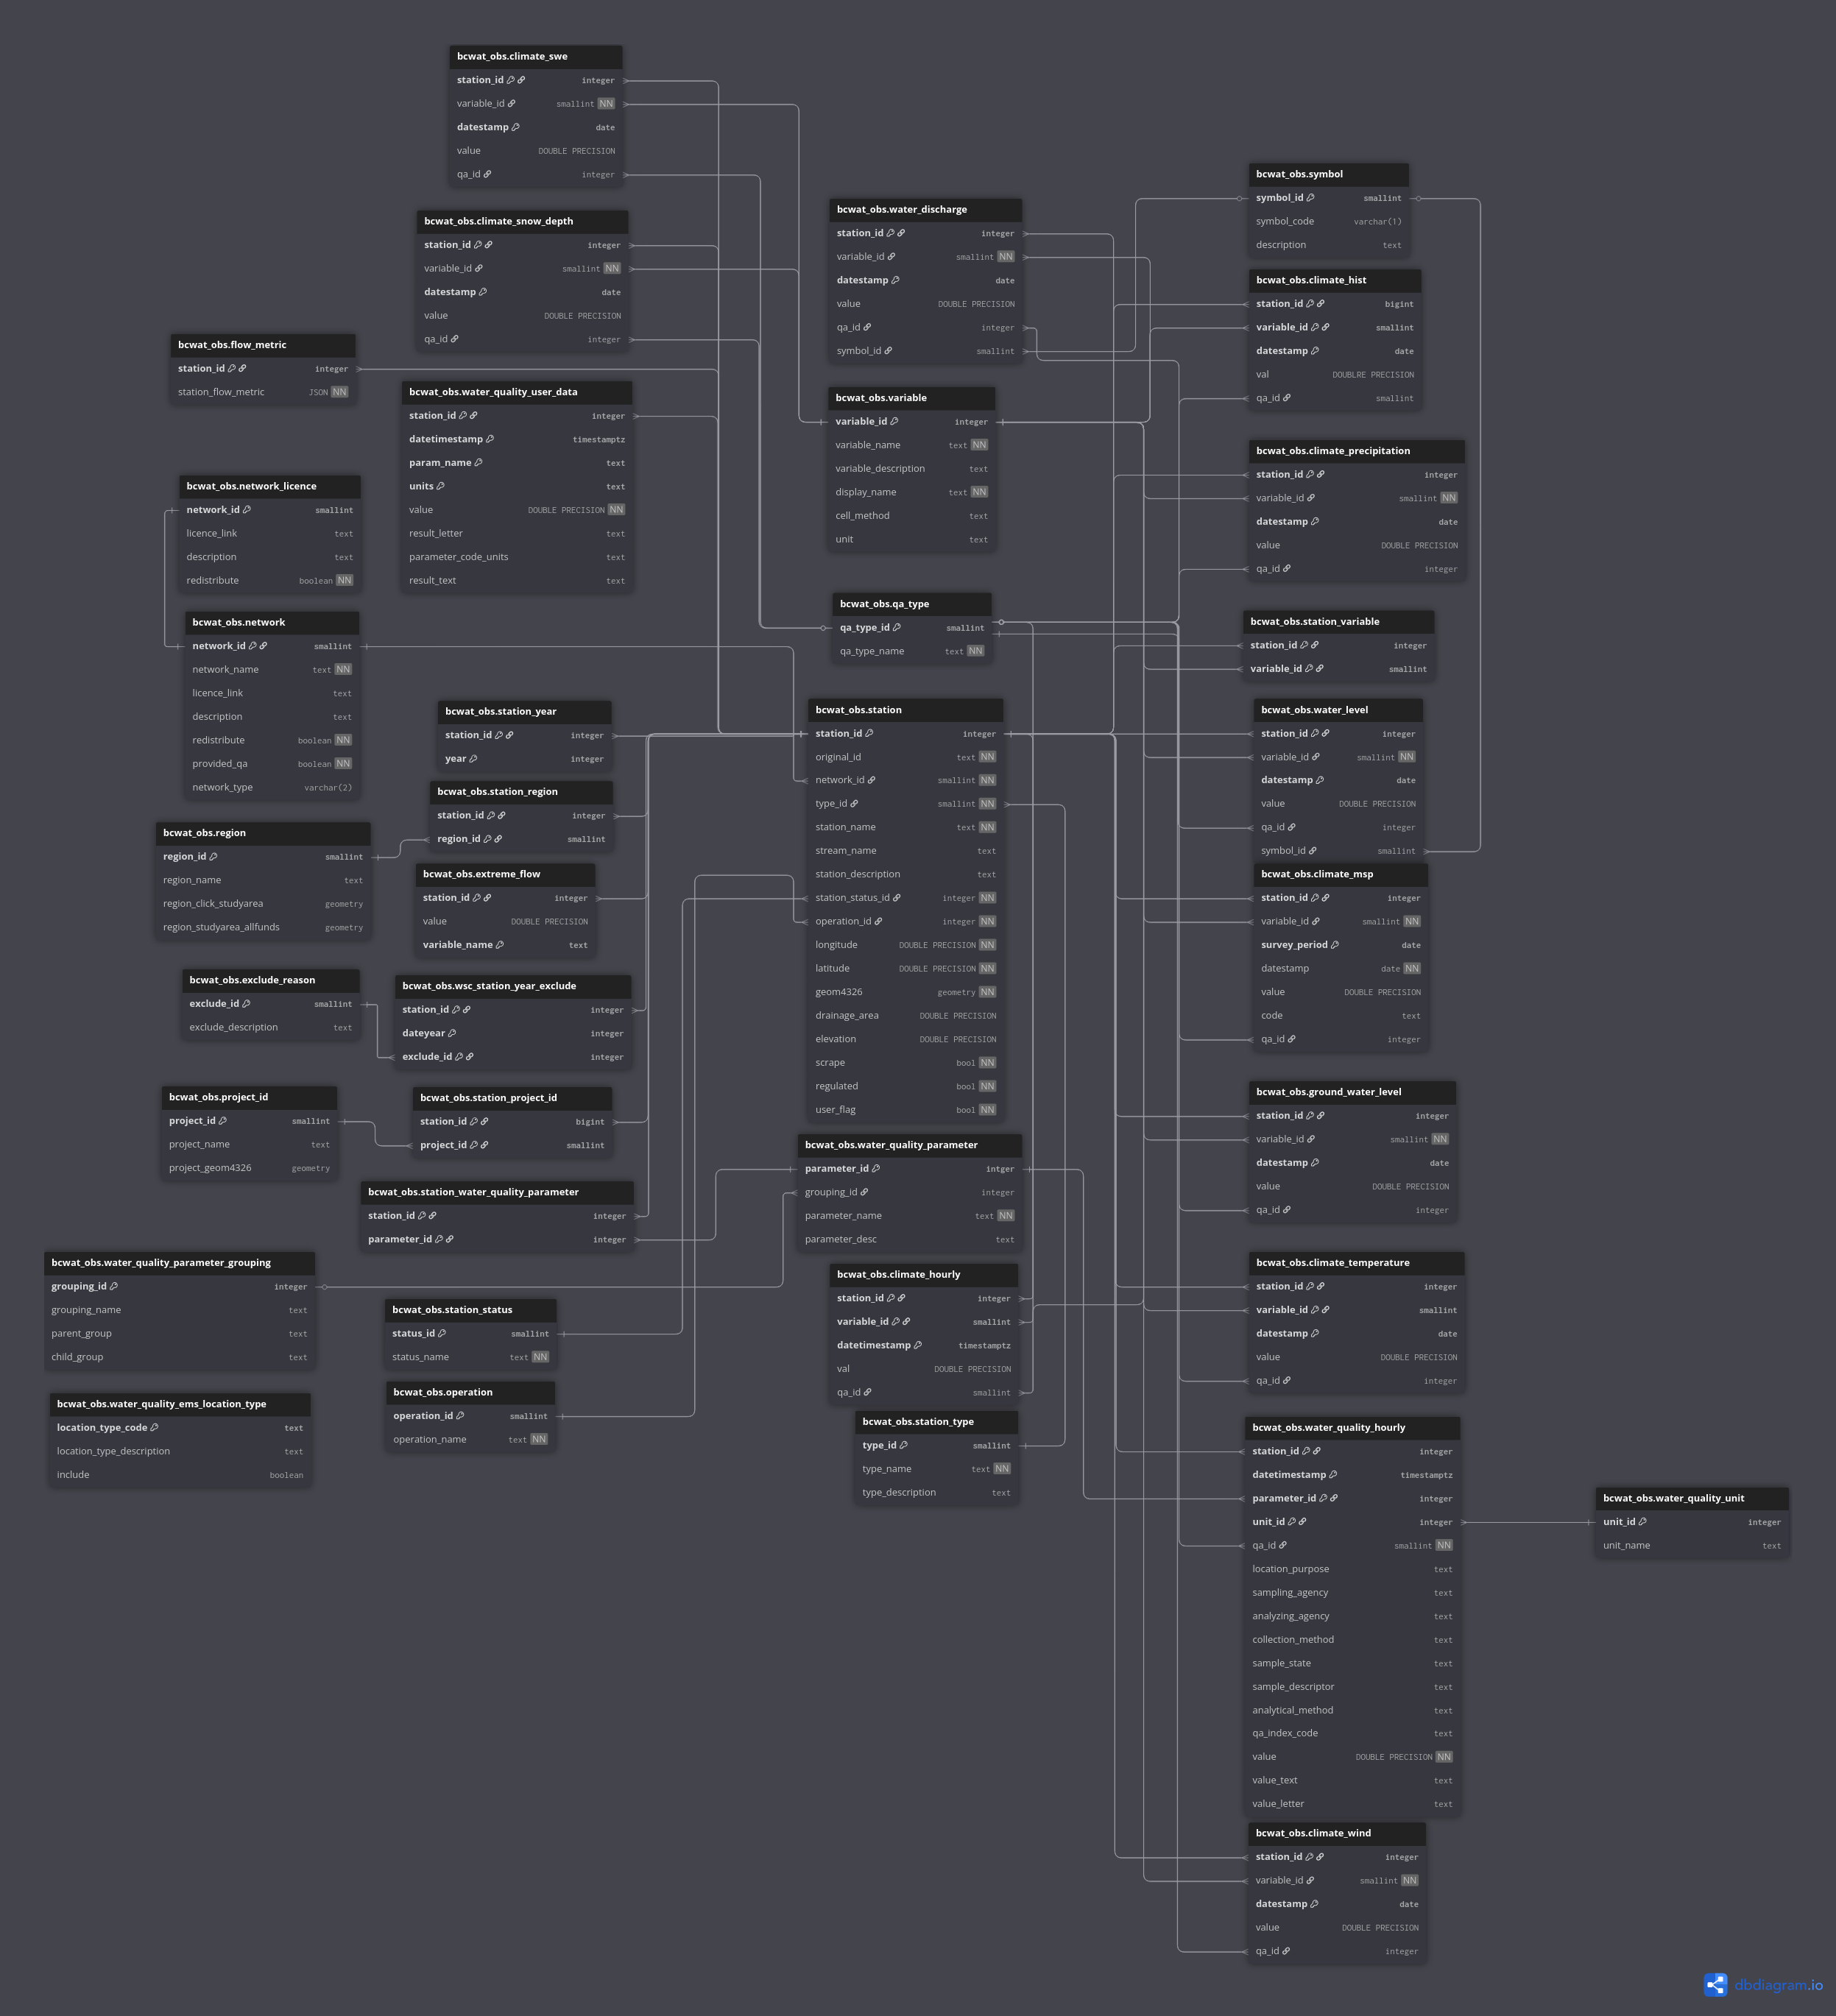 bcwat_obs.climate_swe
station_id integer
variable_id smallint NN
datestamp date
value DOUBLE PRECISION
qa_id integer
bcwat_obs.climate_snow_depth
station_id integer
variable_id smallint NN
datestamp date
value DOUBLE PRECISION
qa_id integer
bcwat_obs.flow_metric
station_id integer
station_flow_metric JSON NN
bcwat_obs.water_quality_user_data
station_id integer
datetimestamp timestamptz
param_name text
units text
value DOUBLE PRECISION NN
result_letter text
parameter_code_units text
result_text text
bcwat_obs.network_licence
network_id smallint
licence_link text
description text
redistribute boolean NN
bcwat_obs.network
network_id smallint
network_name text NN
licence_link text
description text
redistribute boolean NN
provided_qa boolean NN
network_type varchar(2)
bcwat_obs.station_year
station_id integer
year integer
bcwat_obs.station_region
station_id integer
region_id smallint
bcwat_obs.region
region_id smallint
region_name text
region_click_studyarea geometry
region_studyarea_allfunds geometry
bcwat_obs.extreme_flow
station_id integer
value DOUBLE PRECISION
variable_name text
bcwat_obs.exclude_reason
exclude_id smallint
exclude_description text
bcwat_obs.wsc_station_year_exclude
station_id integer
dateyear integer
exclude_id integer
bcwat_obs.project_id
project_id smallint
project_name text
project_geom4326 geometry
bcwat_obs.station_project_id
station_id bigint
project_id smallint
bcwat_obs.station_water_quality_parameter
station_id integer
parameter_id integer
bcwat_obs.water_quality_parameter_grouping
grouping_id integer
grouping_name text
parent_group text
child_group text
bcwat_obs.station_status
status_id smallint
status_name text NN
bcwat_obs.operation
operation_id smallint
operation_name text NN
bcwat_obs.water_quality_ems_location_type
location_type_code text
location_type_description text
include boolean
bcwat_obs.water_discharge
station_id integer
variable_id smallint NN
datestamp date
value DOUBLE PRECISION
qa_id integer
symbol_id smallint
bcwat_obs.variable
variable_id integer
variable_name text NN
variable_description text
display_name text NN
cell_method text
unit text
bcwat_obs.qa_type
qa_type_id smallint
qa_type_name text NN
bcwat_obs.station
station_id integer
original_id text NN
network_id smallint NN
type_id smallint NN
station_name text NN
stream_name text
station_description text
station_status_id integer NN
operation_id integer NN
longitude DOUBLE PRECISION NN
latitude DOUBLE PRECISION NN
geom4326 geometry NN
drainage_area DOUBLE PRECISION
elevation DOUBLE PRECISION
scrape bool NN
regulated bool NN
user_flag bool NN
bcwat_obs.water_quality_parameter
parameter_id intger
grouping_id integer
parameter_name text NN
parameter_desc text
bcwat_obs.climate_hourly
station_id integer
variable_id smallint
datetimestamp timestamptz
val DOUBLE PRECISION
qa_id smallint
bcwat_obs.station_type
type_id smallint
type_name text NN
type_description text
bcwat_obs.symbol
symbol_id smallint
symbol_code varchar(1)
description text
bcwat_obs.climate_hist
station_id bigint
variable_id smallint
datestamp date
val DOUBLRE PRECISION
qa_id smallint
bcwat_obs.climate_precipitation
station_id integer
variable_id smallint NN
datestamp date
value DOUBLE PRECISION
qa_id integer
bcwat_obs.station_variable
station_id integer
variable_id smallint
bcwat_obs.water_level
station_id integer
variable_id smallint NN
datestamp date
value DOUBLE PRECISION
qa_id integer
symbol_id smallint
bcwat_obs.climate_msp
station_id integer
variable_id smallint NN
survey_period date
datestamp date NN
value DOUBLE PRECISION
code text
qa_id integer
bcwat_obs.ground_water_level
station_id integer
variable_id smallint NN
datestamp date
value DOUBLE PRECISION
qa_id integer
bcwat_obs.climate_temperature
station_id integer
variable_id smallint
datestamp date
value DOUBLE PRECISION
qa_id integer
bcwat_obs.water_quality_hourly
station_id integer
datetimestamp timestamptz
parameter_id integer
unit_id integer
qa_id smallint NN
location_purpose text
sampling_agency text
analyzing_agency text
collection_method text
sample_state text
sample_descriptor text
analytical_method text
qa_index_code text
value DOUBLE PRECISION NN
value_text text
value_letter text
bcwat_obs.water_quality_unit
unit_id integer
unit_name text
bcwat_obs.climate_wind
station_id integer
variable_id smallint NN
datestamp date
value DOUBLE PRECISION
qa_id integer
dbdiagram.io